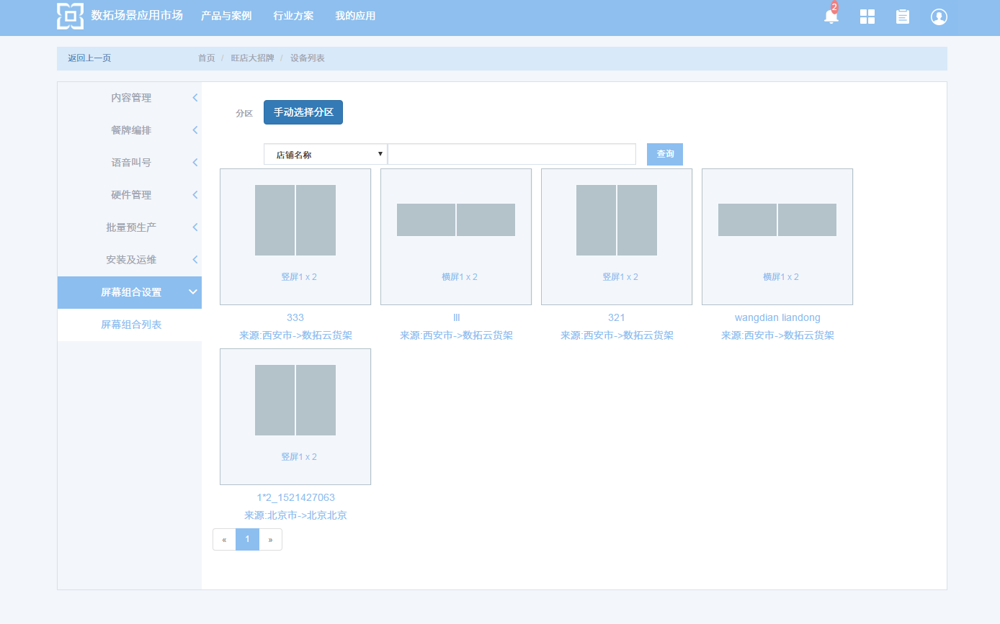 数拓场景应用市场 产品与案例 行业方案 我的应用 2
返回上一页 首页 / 旺店大招牌 / 设备列表
内容管理
餐牌编排
语音叫号
硬件管理
批量预生产
安装及运维
屏幕组合设置
屏幕组合列表
分区 手动选择分区
店铺名称 查询
竖屏1 x 2 横屏1 x 2 竖屏1 x 2 横屏1 x 2
333 lll 321 wangdian liandong
来源:西安市->数拓云货架 来源:西安市->数拓云货架 来源:西安市->数拓云货架 来源:西安市->数拓云货架
竖屏1 x 2
1*2_1521427063
来源:北京市->北京北京
« 1 »